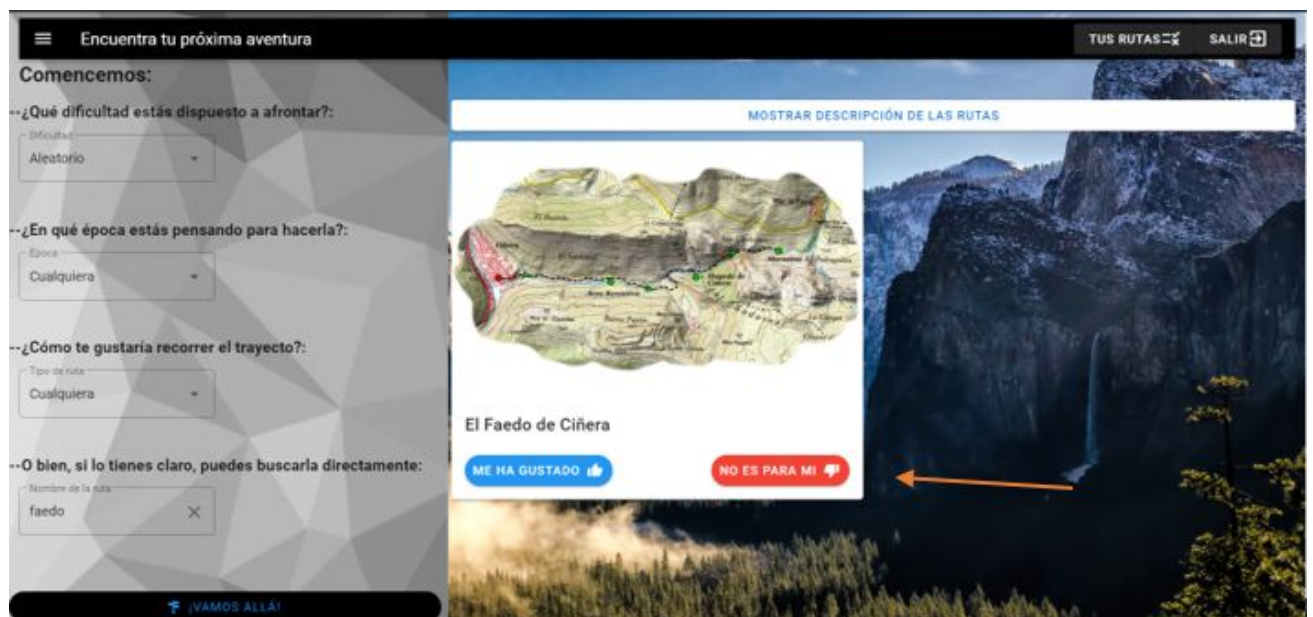 Encuentra tu próxima aventura
TUS RUTAS
SALIR
Comencemos:
--¿Qué dificultad estás dispuesto a afrontar?:
Dificultad
Aleatorio
--¿En qué época estás pensando para hacerla?:
Epoca
Cualquiera
--¿Cómo te gustaría recorrer el trayecto?:
Tipo de ruta
Cualquiera
--O bien, si lo tienes claro, puedes buscarla directamente:
Nombre de la ruta
faedo
¡VAMOS ALLÁ!
MOSTRAR DESCRIPCIÓN DE LAS RUTAS
El Faedo de Ciñera
ME HA GUSTADO
NO ES PARA MI